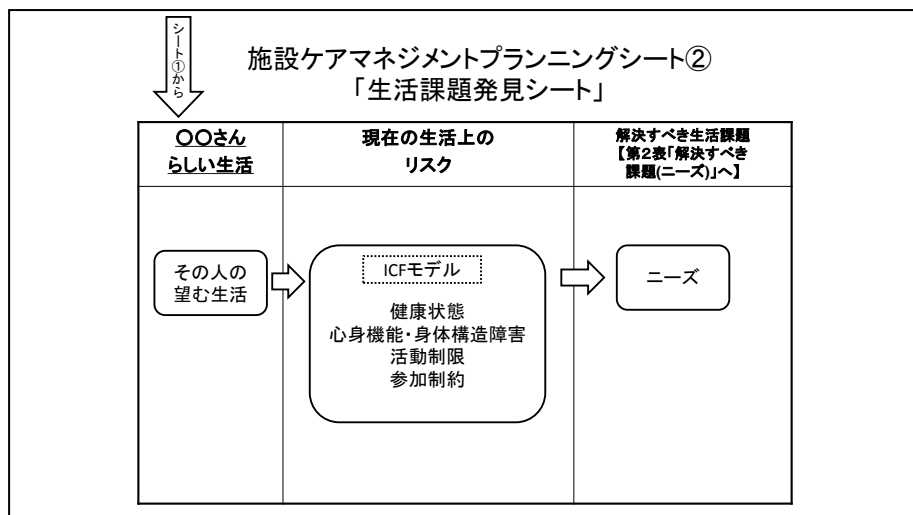 シート①から
施設ケアマネジメントプランニングシート②
「生活課題発見シート」
〇〇さん
らしい生活
現在の生活上の
リスク
解決すべき生活課題
【第2表「解決すべき
課題(ニーズ)」へ】
その人の
望む生活
ICFモデル
健康状態
心身機能・身体構造障害
活動制限
参加制約
ニーズ